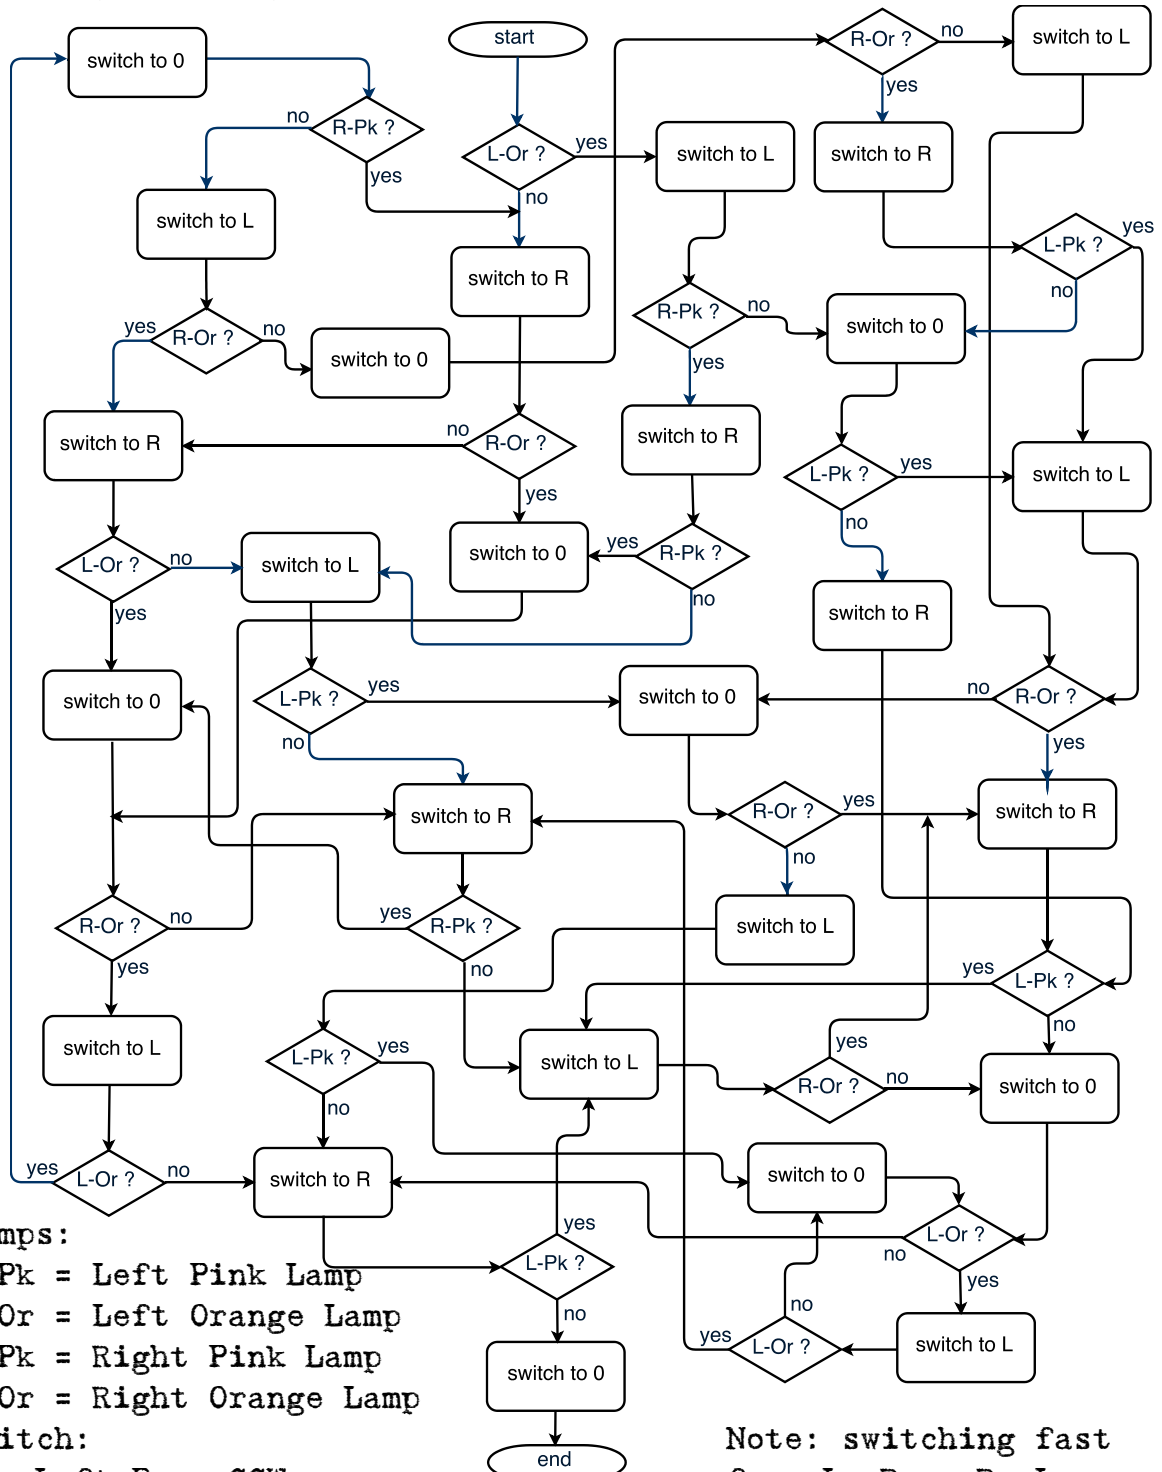 start
R-Or ?
no
switch to L
switch to 0
yes
no
R-Pk ?
L-Or ?
yes
switch to L
switch to R
yes
no
switch to L
L-Pk ?
yes
no
switch to R
R-Pk ?
no
switch to 0
yes
R-Or ?
no
switch to 0
yes
switch to R
no
R-Or ?
yes
switch to R
L-Pk ?
yes
switch to L
no
L-Or ?
no
switch to L
switch to 0
yes
R-Pk ?
no
yes
switch to R
switch to 0
L-Pk ?
yes
no
switch to 0
no
R-Or ?
yes
switch to R
R-Or ?
yes
no
switch to R
R-Or ?
no
yes
yes
R-Pk ?
no
switch to L
yes
L-Pk ?
no
switch to L
L-Pk ?
yes
no
switch to L
yes
R-Or ?
no
switch to 0
yes
L-Or ?
no
switch to R
switch to 0
L-Or ?
no
yes
yes
L-Pk ?
no
no
yes
L-Or ?
switch to L
switch to 0
end
mps:
Pk = Left Pink Lamp
Or = Left Orange Lamp
Pk = Right Pink Lamp
Or = Right Orange Lamp
itch:
Note: switching fast